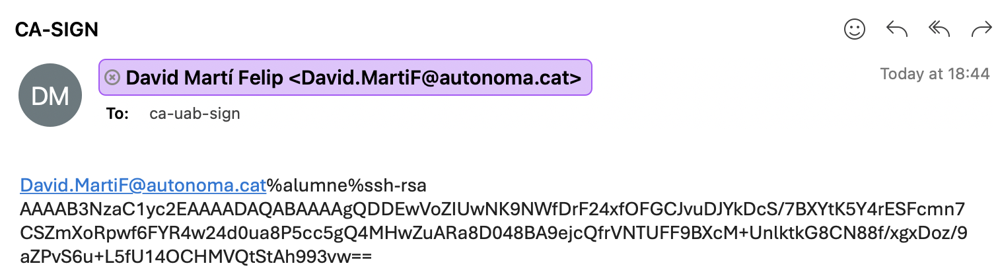 CA-SIGN
DM
David Martí Felip <David.MartiF@autonoma.cat>
Today at 18:44
To: ca-uab-sign
David.MartiF@autonoma.cat%alumne%ssh-rsa
AAAAB3NzaC1yc2EAAAADAQABAAAAgQDDEwVoZIUwNK9NWfDrF24xfOFGCJvuDJYkDcS/7BXYtK5Y4rESFcmn7
CSZmXoRpwf6FYR4w24d0ua8P5cc5gQ4MHwZuARa8D048BA9ejcQfrVNTUFF9BXcM+UnlktkG8CN88f/xgxDoz/9
aZPvS6u+L5fU14OCHMVQtStAh993vw==